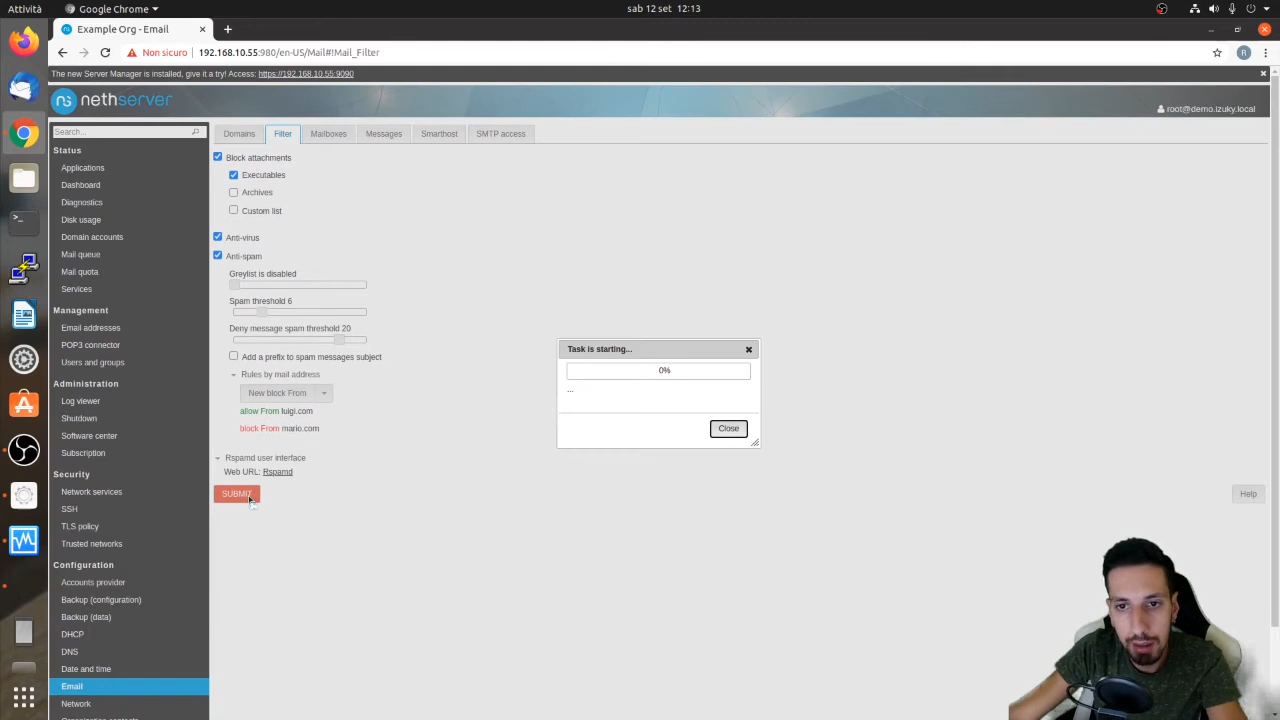 Attività
Google Chrome
sab 12 set 12:13
Example Org - Email
Non sicuro
192.168.10.55:980/en-US/Mail#!Mail_Filter
R
The new Server Manager is installed, give it a try! Access: https://192.168.10.55:9090
nethserver
root@demo.izuky.local
Search...
Status
Applications
Dashboard
Diagnostics
Disk usage
Domain accounts
Mail queue
Mail quota
Services
Management
Email addresses
POP3 connector
Users and groups
Administration
Log viewer
Shutdown
Software center
Subscription
Security
Network services
SSH
TLS policy
Trusted networks
Configuration
Accounts provider
Backup (configuration)
Backup (data)
DHCP
DNS
Date and time
Email
Network
Organization contacts
Domains
Filter
Mailboxes
Messages
Smarthost
SMTP access
Block attachments
Executables
Archives
Custom list
Anti-virus
Anti-spam
Greylist is disabled
Spam threshold 6
Deny message spam threshold 20
Add a prefix to spam messages subject
Rules by mail address
New block From
allow From luigi.com
block From mario.com
Rspamd user interface
Web URL: Rspamd
SUBMIT
Help
Task is starting...
0%
...
Close